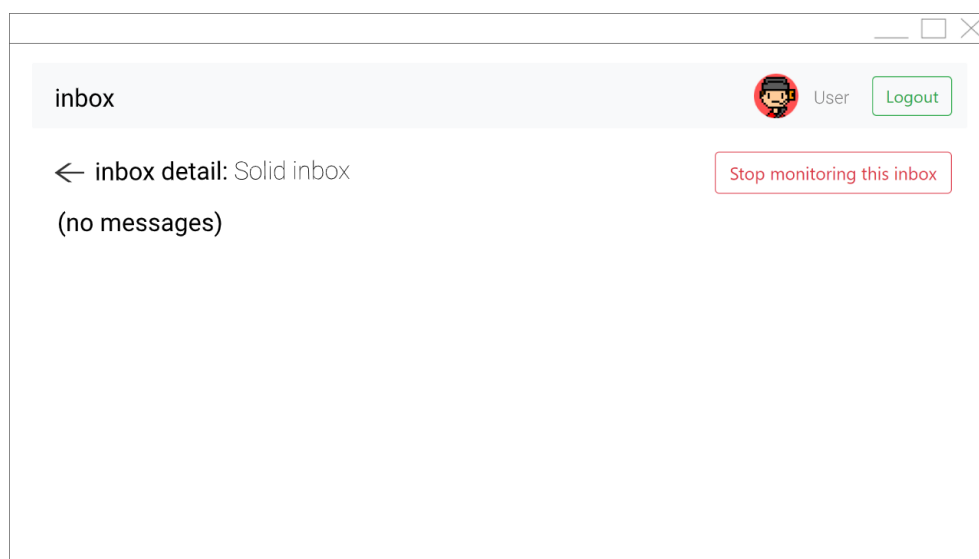 inbox
User
Logout
inbox detail: Solid inbox
Stop monitoring this inbox
(no messages)